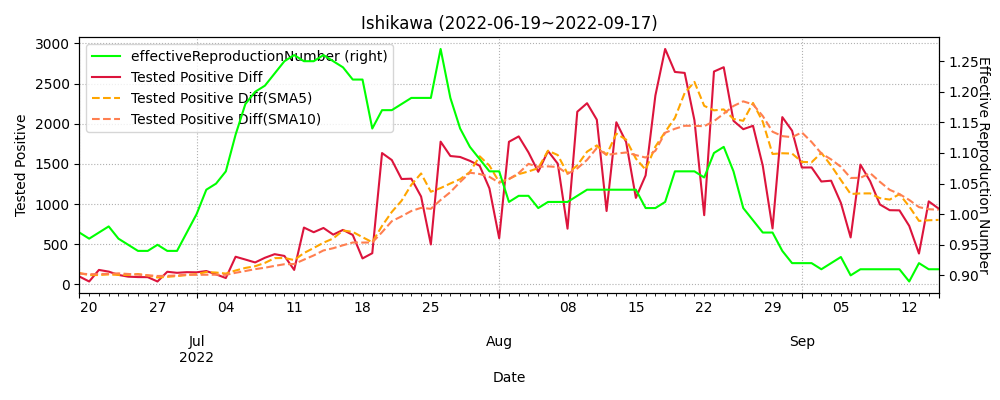 Ishikawa (2022-06-19~2022-09-17)
effectiveReproductionNumber (right)
Tested Positive Diff
Tested Positive Diff(SMA5)
Tested Positive Diff(SMA10)
Tested Positive
3000
2500
2000
1500
1000
500
0
Effective Reproduction Number
1.25
1.20
1.15
1.10
1.05
1.00
0.95
0.90
20 27 04 11 18 25 08 15 22 29 05 12
Jul Aug Sep
2022
Date